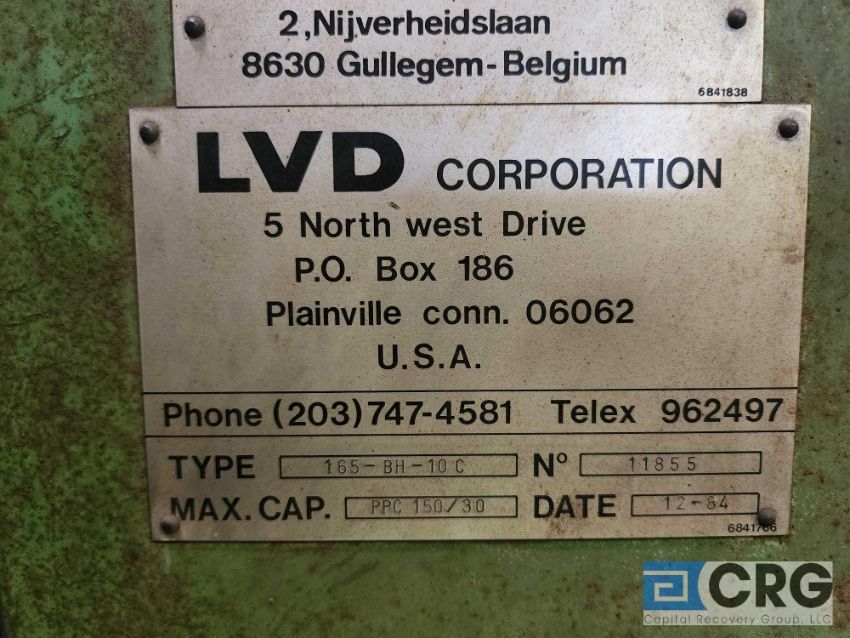 2,Nijverheidslaan
8630 Gullegem-Belgium
6841838
LVD CORPORATION
5 North west Drive
P.O. Box 186
Plainville conn. 06062
U.S.A.
Phone (203) 747-4581 Telex 962497
TYPE 165-BH-10 C Nº 11855
MAX. CAP. PPC 150/30 DATE 12-84
6841766
CRG
Capital Recovery Group, LLC